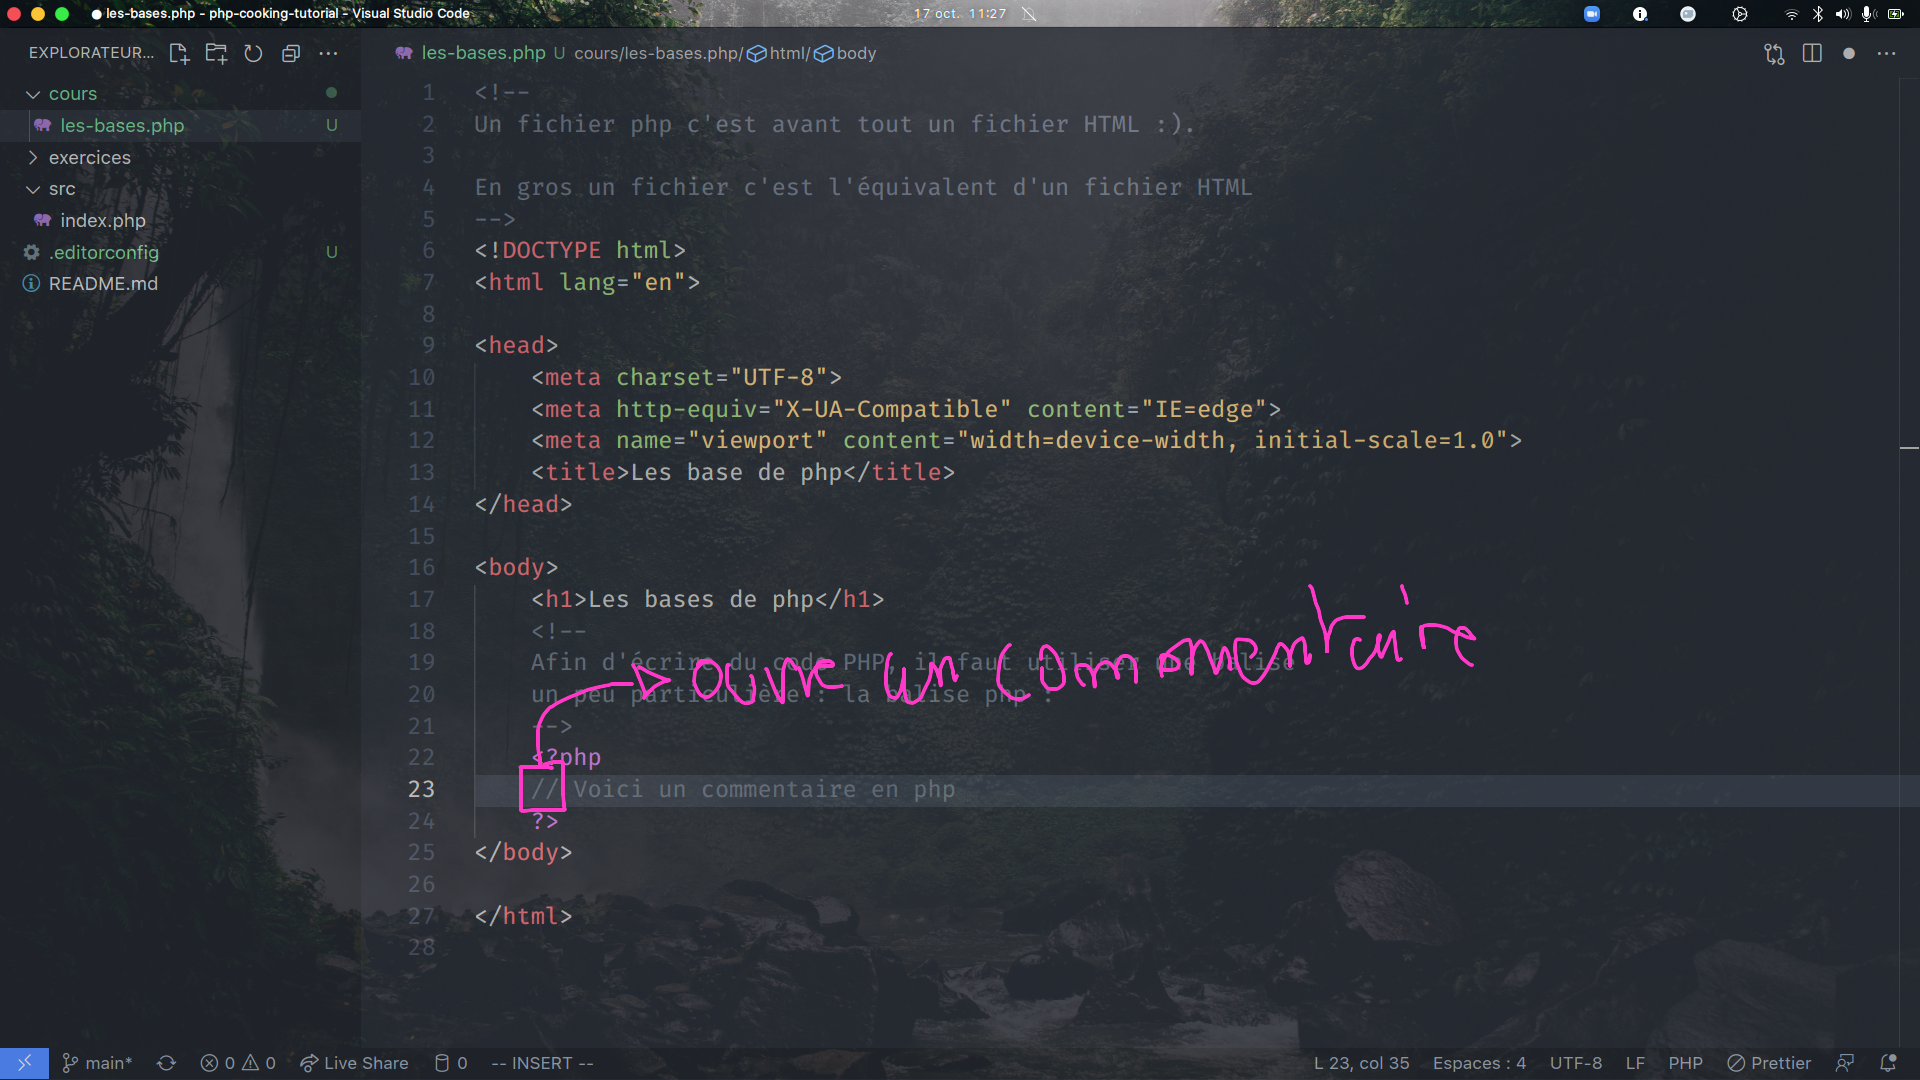 les-bases.php - php-cooking-tutorial - Visual Studio Code
17 oct. 11:27
EXPLORATEUR...
cours
les-bases.php U
exercices
src
index.php
.editorconfig U
README.md
les-bases.php U cours/les-bases.php/html/body
1 <!--
2 Un fichier php c'est avant tout un fichier HTML :).
3
4 En gros un fichier c'est l'équivalent d'un fichier HTML
5 -->
6 <!DOCTYPE html>
7 <html lang="en">
8
9 <head>
10 <meta charset="UTF-8">
11 <meta http-equiv="X-UA-Compatible" content="IE=edge">
12 <meta name="viewport" content="width=device-width, initial-scale=1.0">
13 <title>Les base de php</title>
14 </head>
15
16 <body>
17 <h1>Les bases de php</h1>
18 <!--
19 Afin d'écrire du code PHP, il faut utiliser une balise
ouvre un commentaire
20 un peu particulière : la balise php :
21 -->
22 <?php
23 // Voici un commentaire en php
24 ?>
25 </body>
26
27 </html>
28
main* 0 0 Live Share 0 -- INSERT --
L 23, col 35 Espaces : 4 UTF-8 LF PHP Prettier